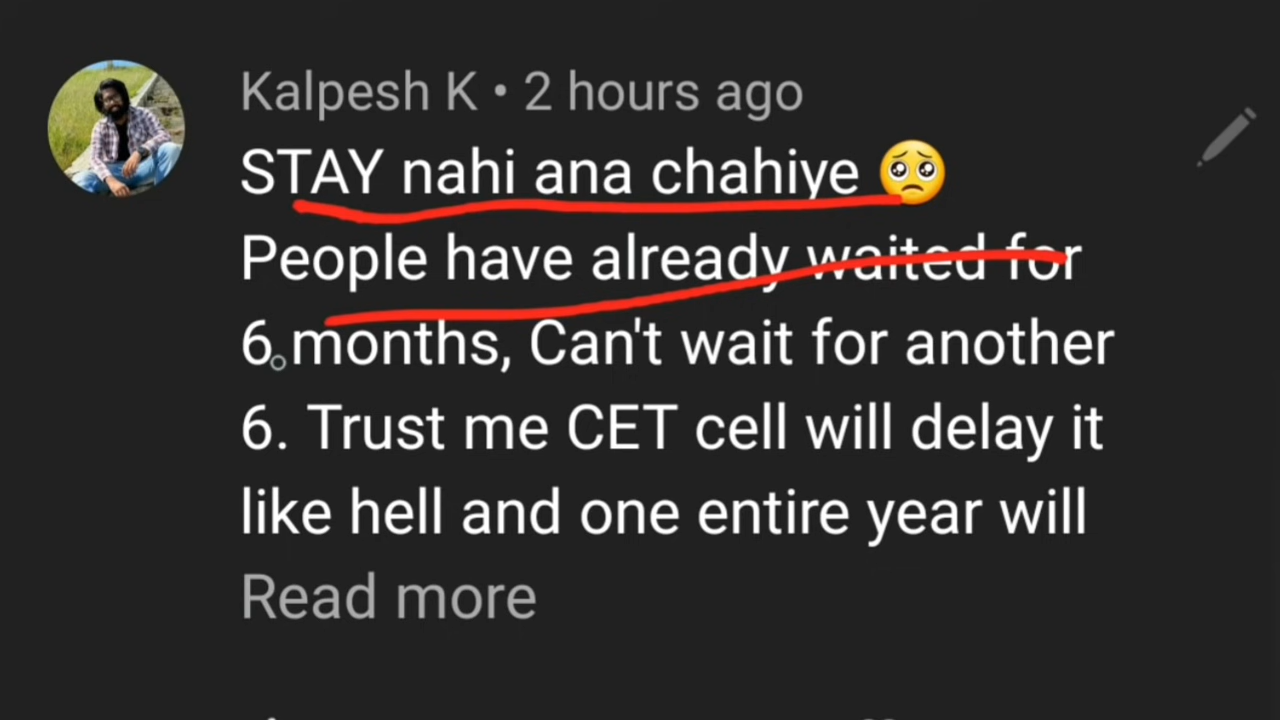 Kalpesh K • 2 hours ago
STAY nahi ana chahiye 🥺
People have already waited for
6 months, Can't wait for another
6. Trust me CET cell will delay it
like hell and one entire year will
Read more